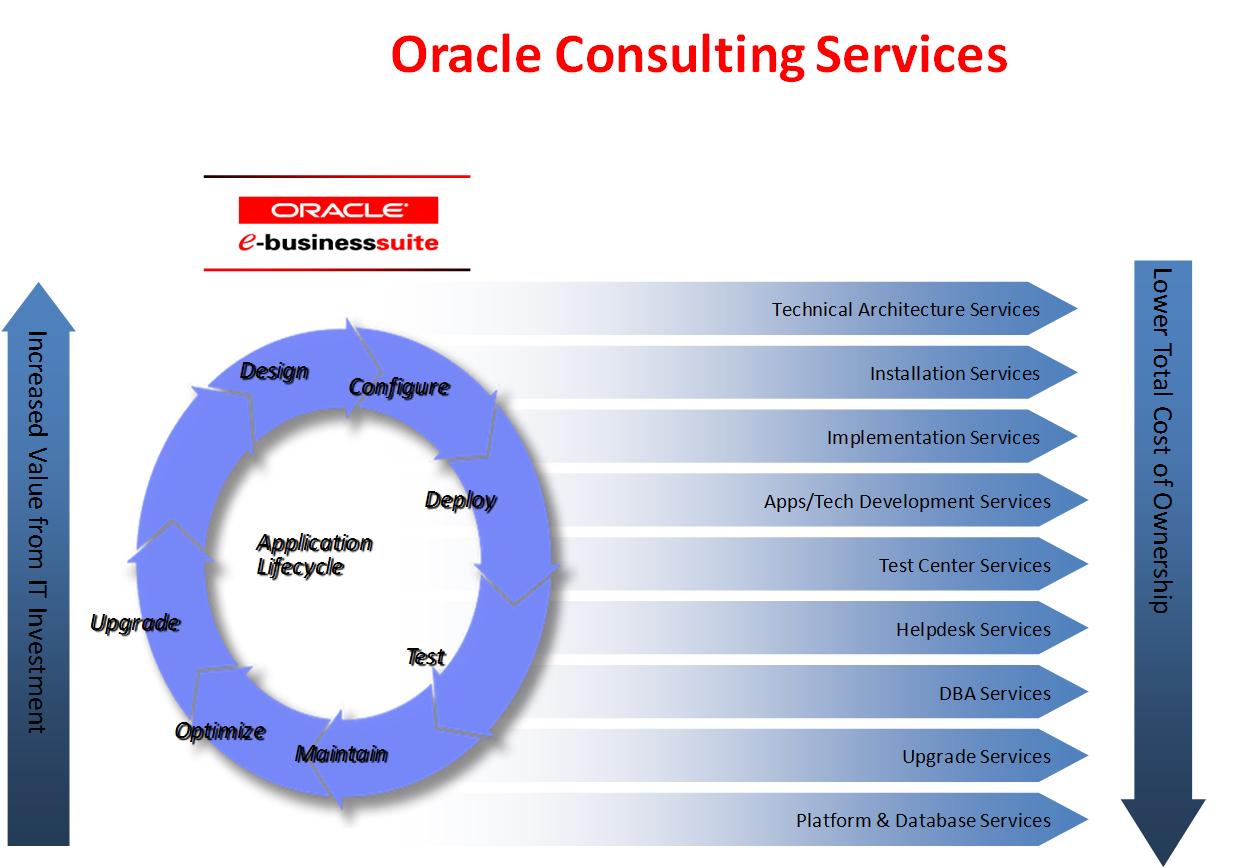 Oracle Consulting Services
ORACLE
e-businesssuite
Increased Value from IT Investment
Design
Configure
Deploy
Application
Lifecycle
Test
Upgrade
Optimize
Maintain
Technical Architecture Services
Installation Services
Implementation Services
Apps/Tech Development Services
Test Center Services
Helpdesk Services
DBA Services
Upgrade Services
Platform & Database Services
Lower Total Cost of Ownership